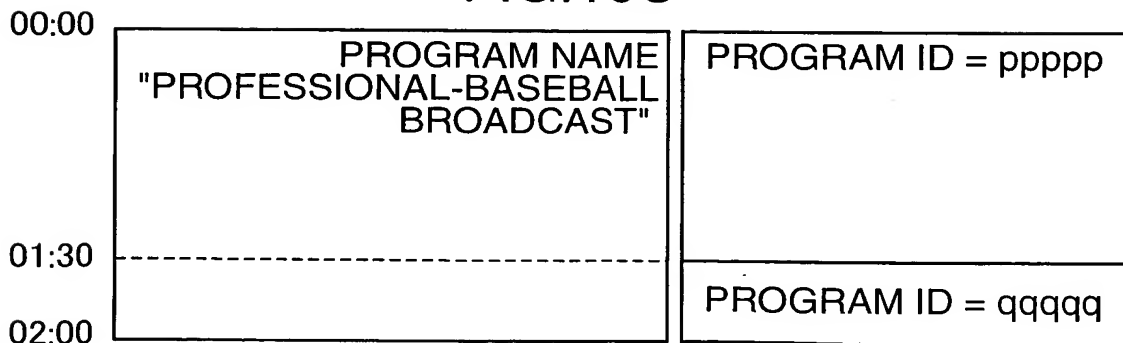 00:00
PROGRAM NAME
"PROFESSIONAL-BASEBALL
BROADCAST"
PROGRAM ID = ppppp
01:30
PROGRAM ID = qqqqq
02:00